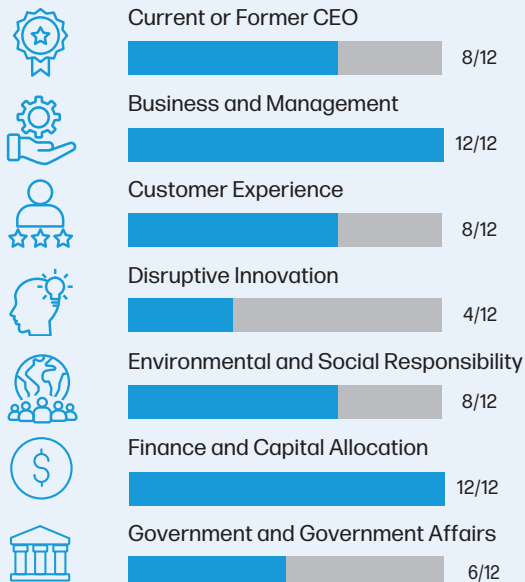 Current or Former CEO
8/12
Business and Management
12/12
Customer Experience
8/12
Disruptive Innovation
4/12
Environmental and Social Responsibility
8/12
Finance and Capital Allocation
$
12/12
Government and Government Affairs
6/12